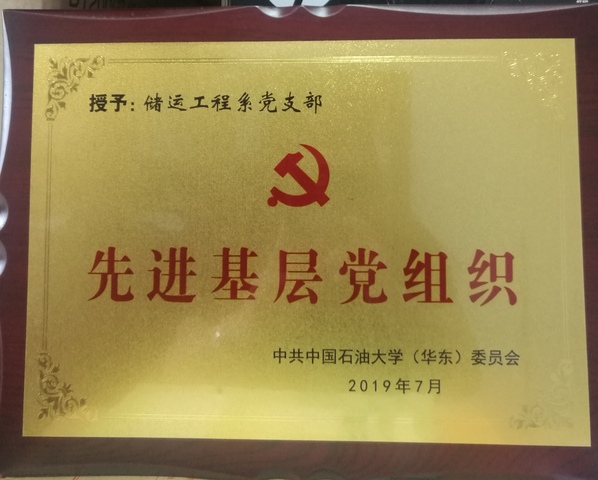 授予：储运工程系党支部
先进基层党组织
中共中国石油大学（华东）委员会
2019年7月